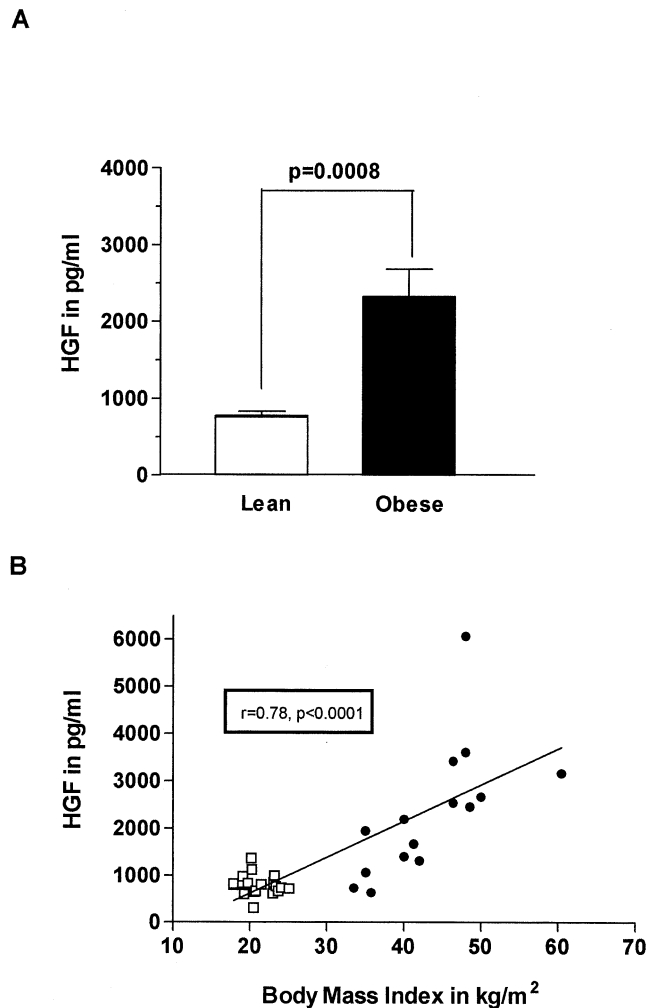 A
p=0.0008
4000
3000
2000
1000
0
HGF in pg/ml
Lean Obese
B
6000
5000
4000
3000
2000
1000
0
HGF in pg/ml
r=0.78, p<0.0001
10 20 30 40 50 60 70
Body Mass Index in kg/m²